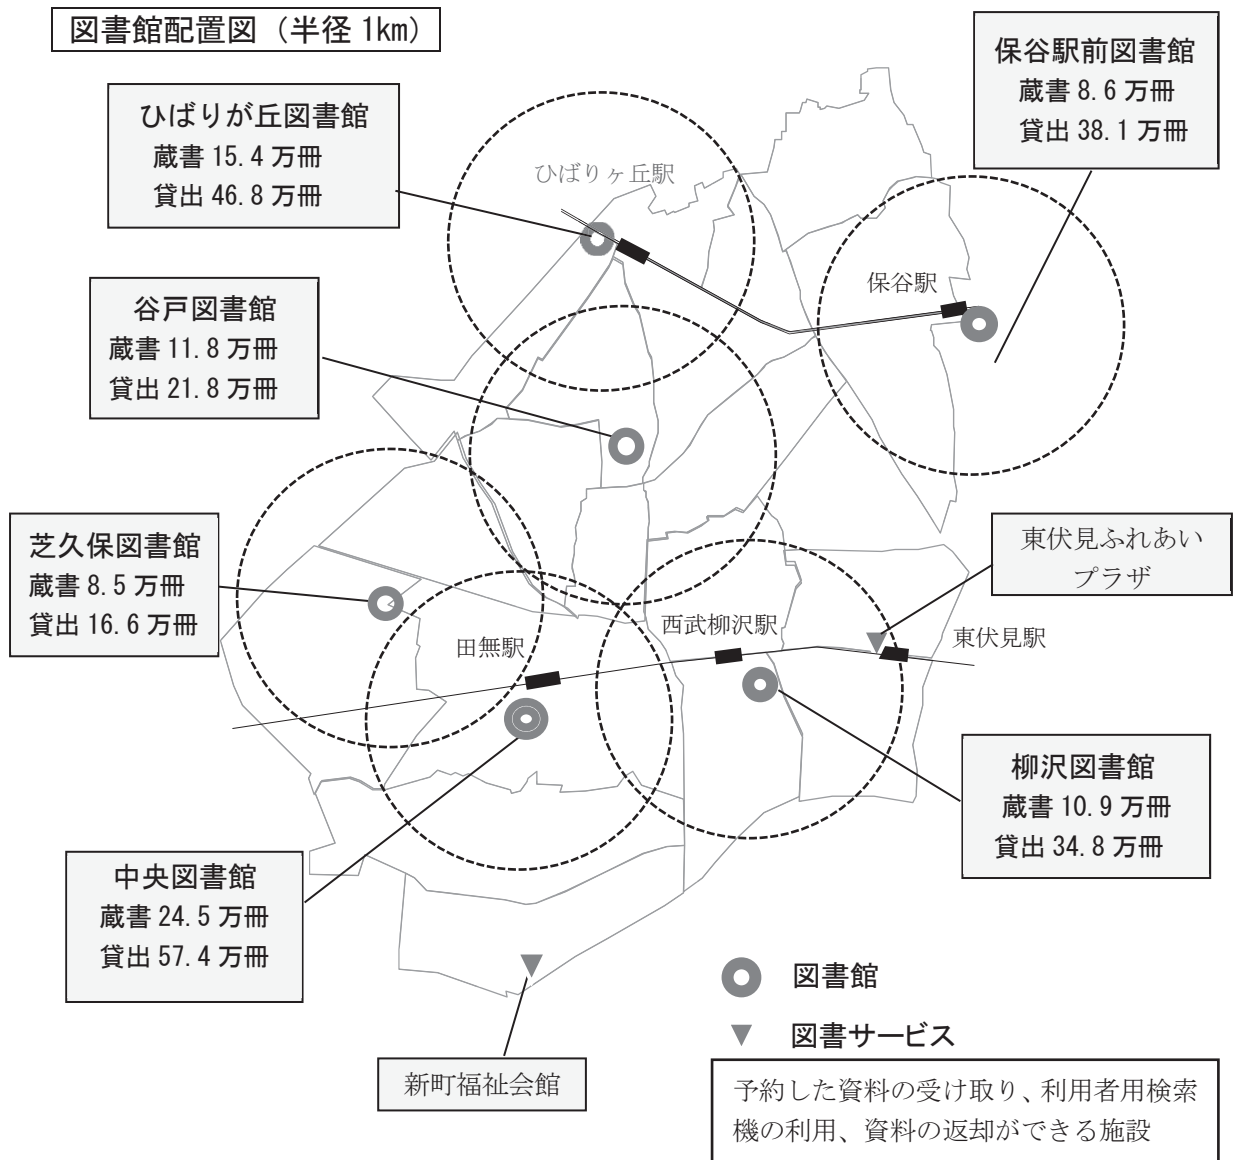 図書館配置図（半径 1km）
保谷駅前図書館
蔵書 8.6 万冊
貸出 38.1 万冊
ひばりが丘図書館
蔵書 15.4 万冊
貸出 46.8 万冊
ひばりヶ丘駅
保谷駅
谷戸図書館
蔵書 11.8 万冊
貸出 21.8 万冊
芝久保図書館
蔵書 8.5 万冊
貸出 16.6 万冊
東伏見ふれあい
プラザ
田無駅
西武柳沢駅
東伏見駅
柳沢図書館
蔵書 10.9 万冊
貸出 34.8 万冊
中央図書館
蔵書 24.5 万冊
貸出 57.4 万冊
新町福祉会館
図書館
図書サービス
予約した資料の受け取り、利用者用検索
機の利用、資料の返却ができる施設